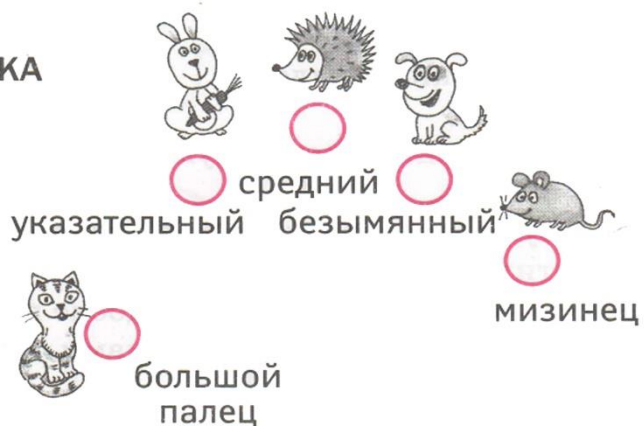 КА
средний
указательный безымянный
мизинец
большой
палец